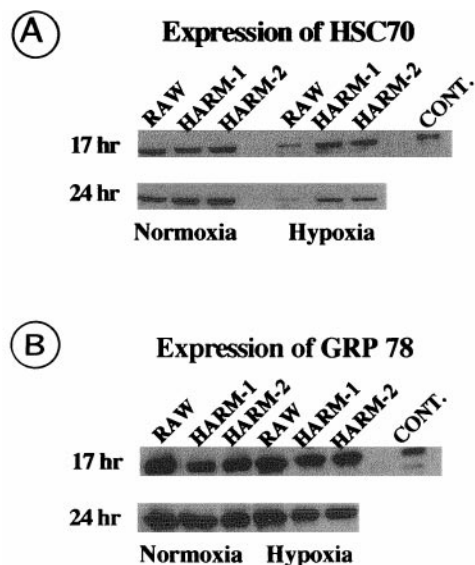 A Expression of HSC70
RAW HARM-1 HARM-2 RAW HARM-1 HARM-2 CONT.
17 hr
24 hr
Normoxia Hypoxia
B Expression of GRP 78
RAW HARM-1 HARM-2 RAW HARM-1 HARM-2 CONT.
17 hr
24 hr
Normoxia Hypoxia